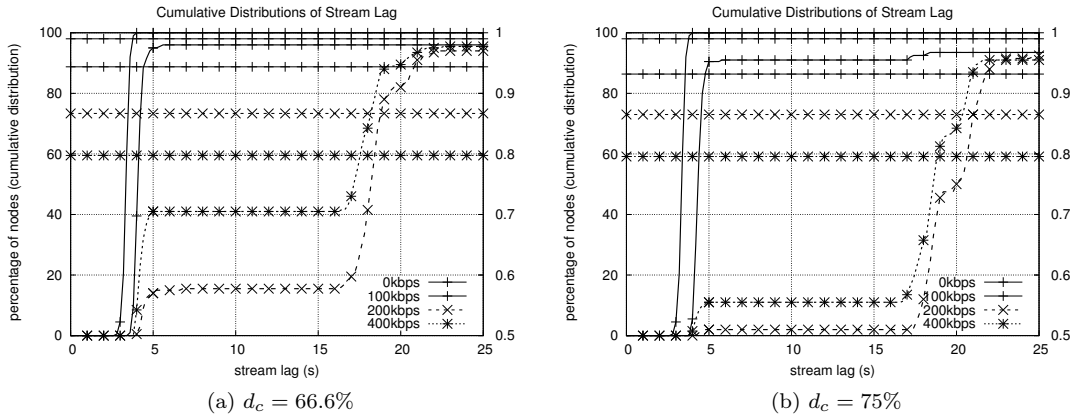 Cumulative Distributions of Stream Lag
percentage of nodes (cumulative distribution)
100
80
60
40
20
0
1
0.9
0.8
0.7
0.6
0.5
0kbps
100kbps
200kbps
400kbps
0 5 10 15 20 25
stream lag (s)
(a) d_c = 66.6%
Cumulative Distributions of Stream Lag
percentage of nodes (cumulative distribution)
100
80
60
40
20
0
1
0.9
0.8
0.7
0.6
0.5
0kbps
100kbps
200kbps
400kbps
0 5 10 15 20 25
stream lag (s)
(b) d_c = 75%